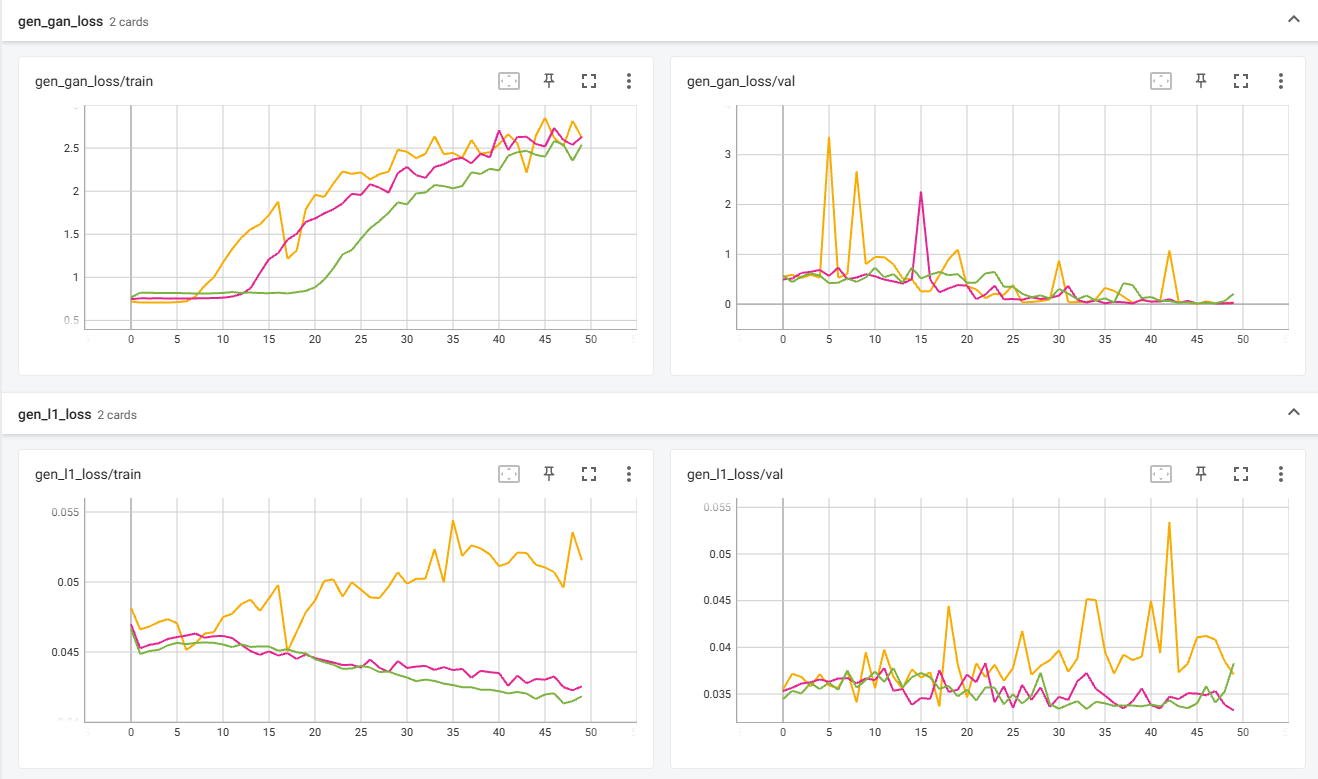 gen_gan_loss 2 cards
gen_gan_loss/train
2.5
2
1.5
1
0.5
0 5 10 15 20 25 30 35 40 45 50
gen_gan_loss/val
3
2
1
0
0 5 10 15 20 25 30 35 40 45 50
gen_l1_loss 2 cards
gen_l1_loss/train
0.055
0.05
0.045
0 5 10 15 20 25 30 35 40 45 50
gen_l1_loss/val
0.055
0.05
0.045
0.04
0.035
0 5 10 15 20 25 30 35 40 45 50